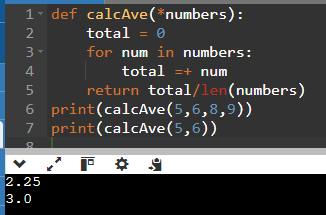 1 def calcAve(*numbers):
2 total = 0
3 for num in numbers:
4 total =+ num
5 return total/len(numbers)
6 print(calcAve(5,6,8,9))
7 print(calcAve(5,6))
8
2.25
3.0